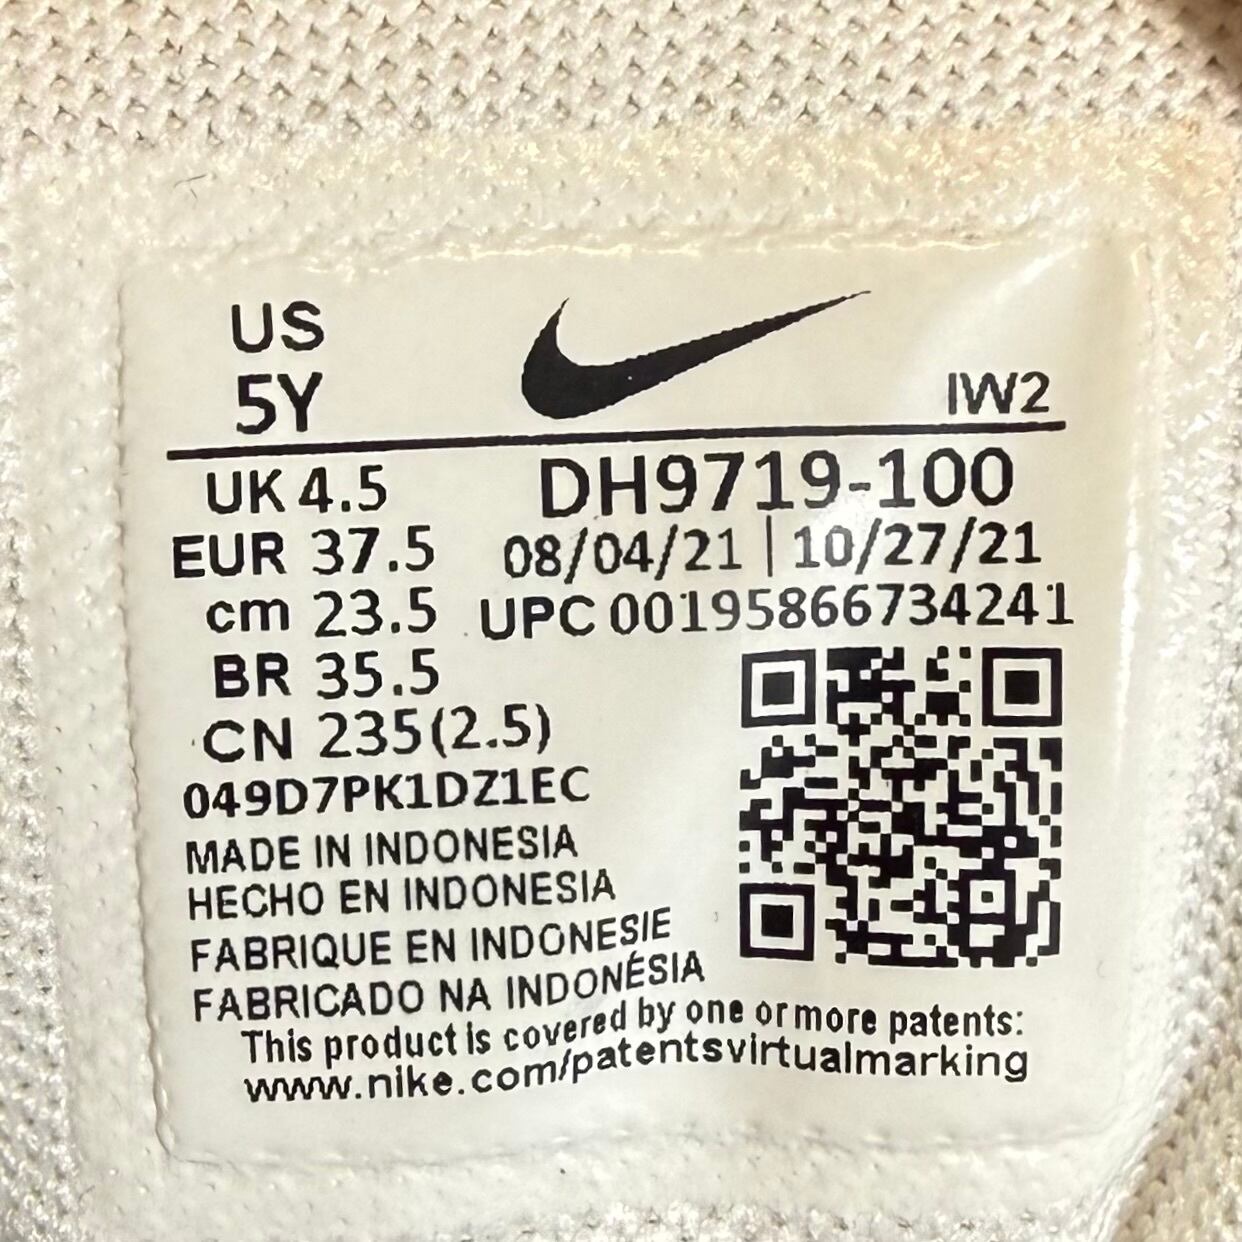 US
5Y
IW2
UK 4.5
DH9719-100
EUR 37.5
08/04/21 | 10/27/21
cm 23.5
UPC 00195866734241
BR 35.5
CN 235(2.5)
049D7PK1DZ1EC
MADE IN INDONESIA
HECHO EN INDONESIA
FABRIQUE EN INDONESIE
FABRICADO NA INDONÉSIA
This product is covered by one or more patents:
www.nike.com/patentsvirtualmarking